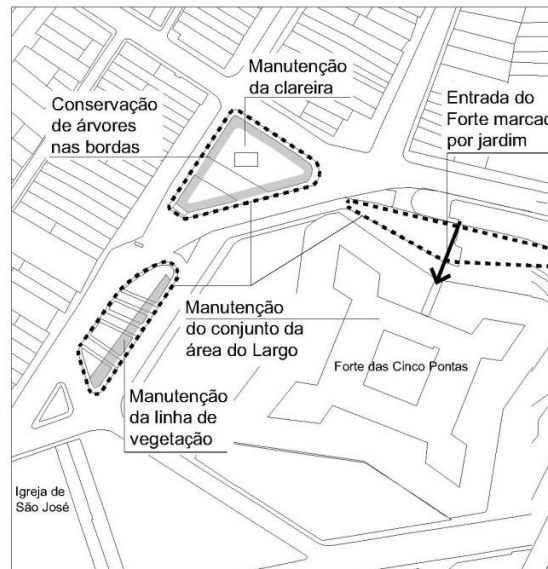 Manutenção
da clareira
Conservação
de árvores
nas bordas
Entrada do
Forte marcad
por jardim
Manutenção
do conjunto da
área do Largo
Forte das Cinco Pontas
Manutenção
da linha de
vegetação
Igreja de
São José